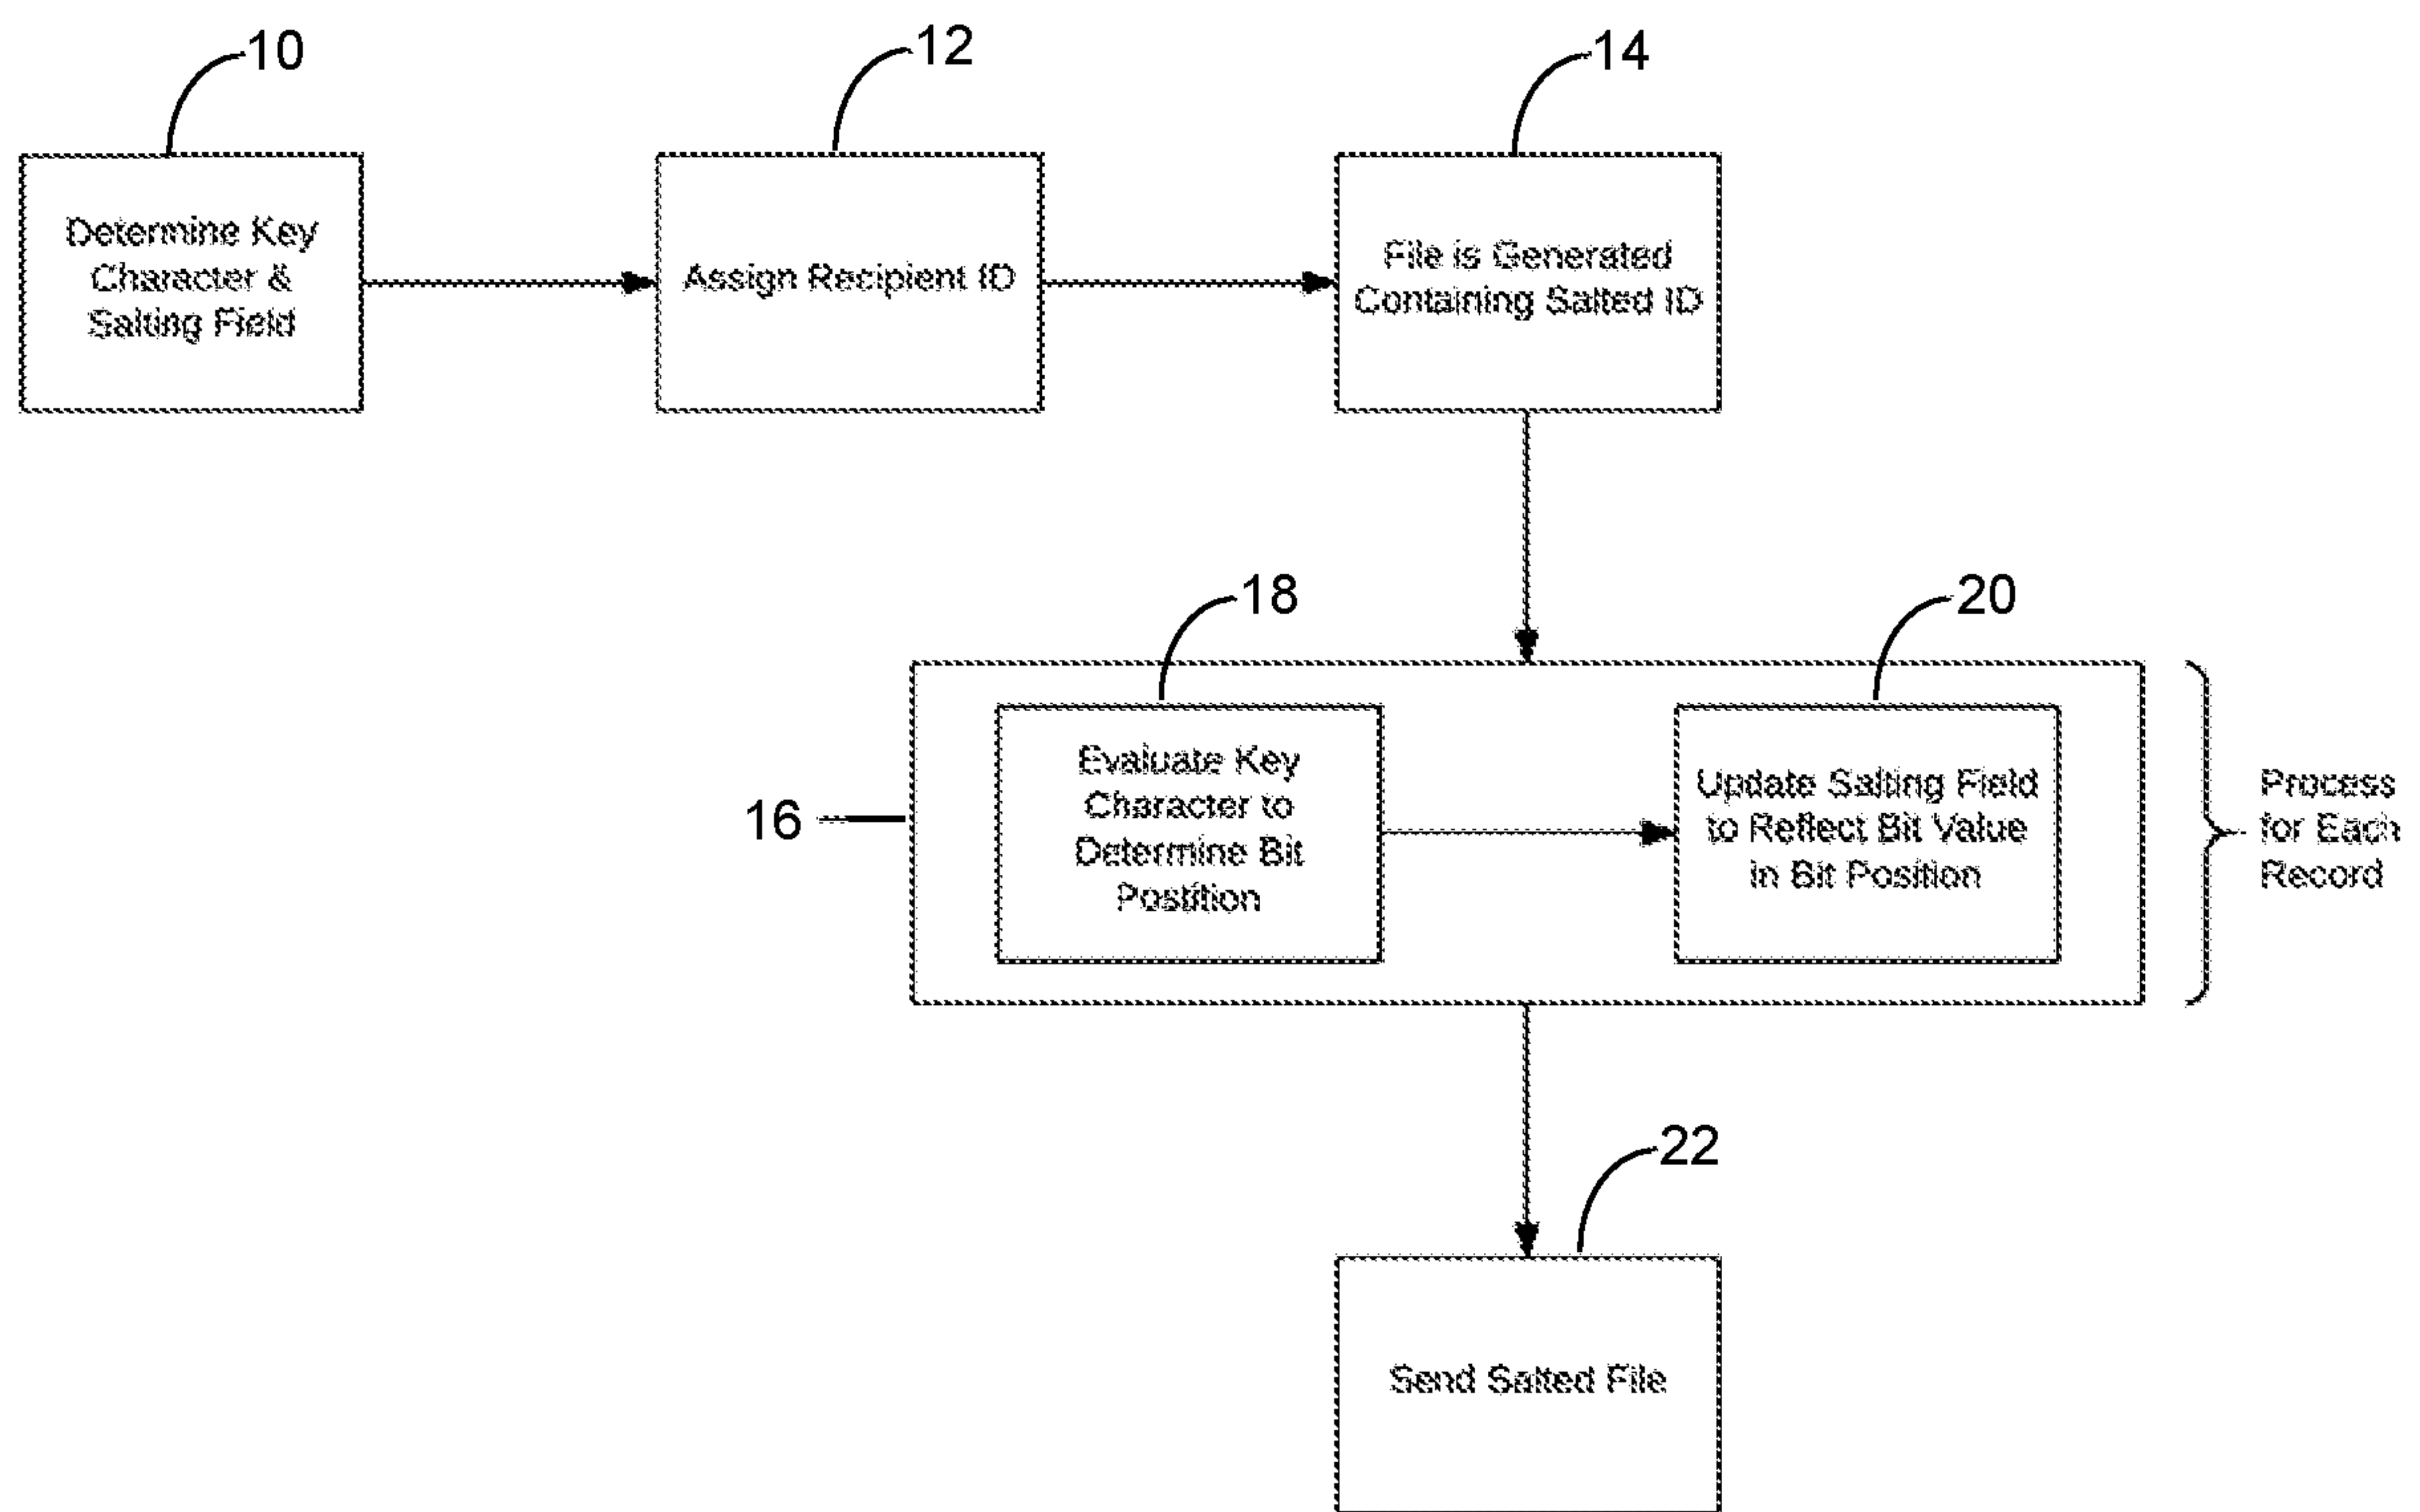 10
12
14
Determine Key
Character &
Salting Field
Assign Recipient ID
File is Generated
Containing Salted ID
18
20
16
Evaluate Key
Character to
Determine Bit
Postition
Update Salting Field
to Reflect Bit Value
in Bit Position
Process
for Each
Record
22
Send Salted File